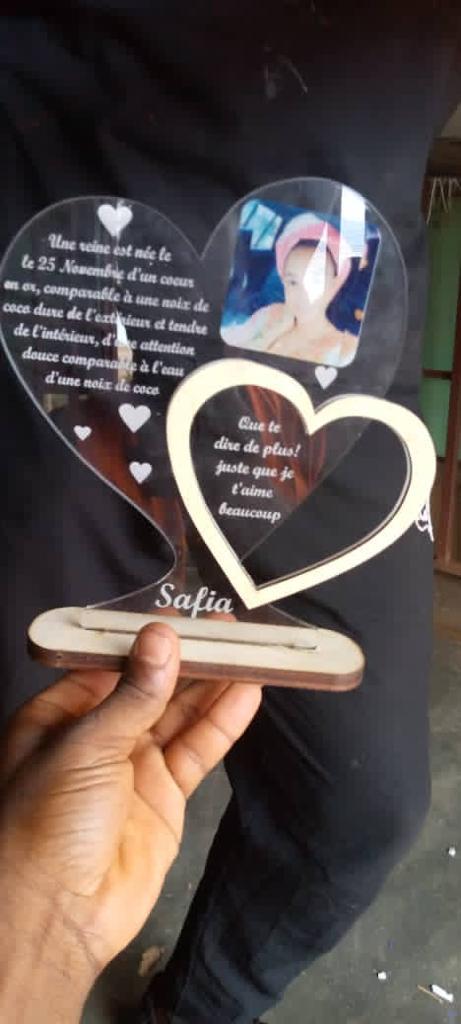 Une reine est née le
le 25 Novembre d'un coeur
en or, comparable à une noix de
coco dure de l'extérieur et tendre
de l'intérieur, d'une attention
douce comparable à l'eau
d'une noix de coco
Que te
dire de plus!
juste que je
t'aime
beaucoup
Safia